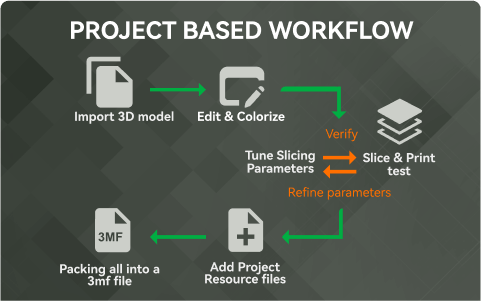 PROJECT BASED WORKFLOW
Import 3D model
Edit & Colorize
Verify
Tune Slicing
Parameters
Slice & Print
test
Refine parameters
3MF
Packing all into a
3mf file
Add Project
Resource files